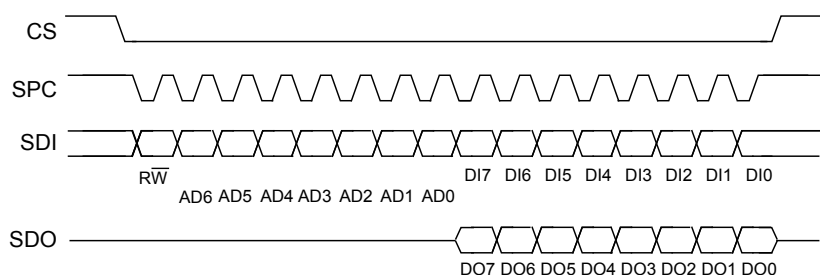 CS
SPC
SDI
RW̅ DI7 DI6 DI5 DI4 DI3 DI2 DI1 DI0
AD6 AD5 AD4 AD3 AD2 AD1 AD0
SDO
DO7 DO6 DO5 DO4 DO3 DO2 DO1 DO0